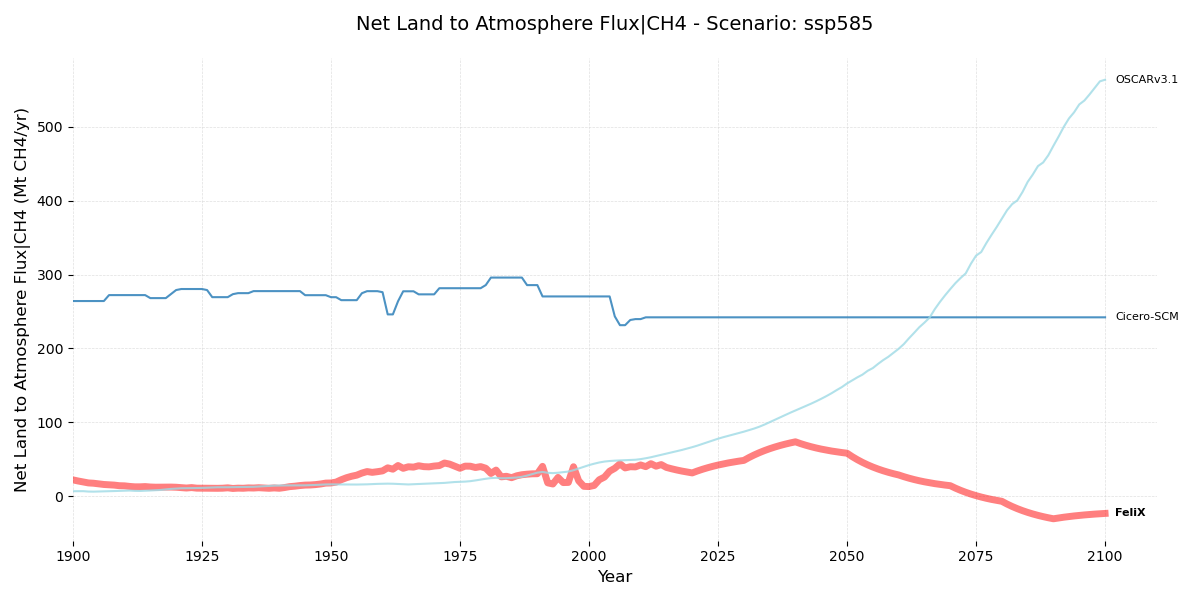 Net Land to Atmosphere Flux|CH4 - Scenario: ssp585
Net Land to Atmosphere Flux|CH4 (Mt CH4/yr)
500
400
300
200
100
0
OSCARv3.1
Cicero-SCM
FeliX
1900 1925 1950 1975 2000 2025 2050 2075 2100
Year